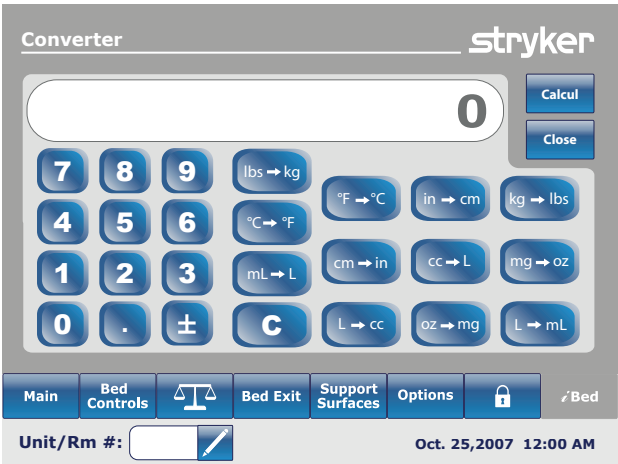 Converter
stryker
0
Calcul
Close
7 8 9 lbs → kg
°F → °C in → cm kg → lbs
4 5 6 °C → °F
1 2 3 mL → L
cm → in cc → L mg → oz
0 . ± C L → cc oz → mg L → mL
Main Bed Controls Bed Exit Support Surfaces Options iBed
Unit/Rm #:
Oct. 25,2007 12:00 AM